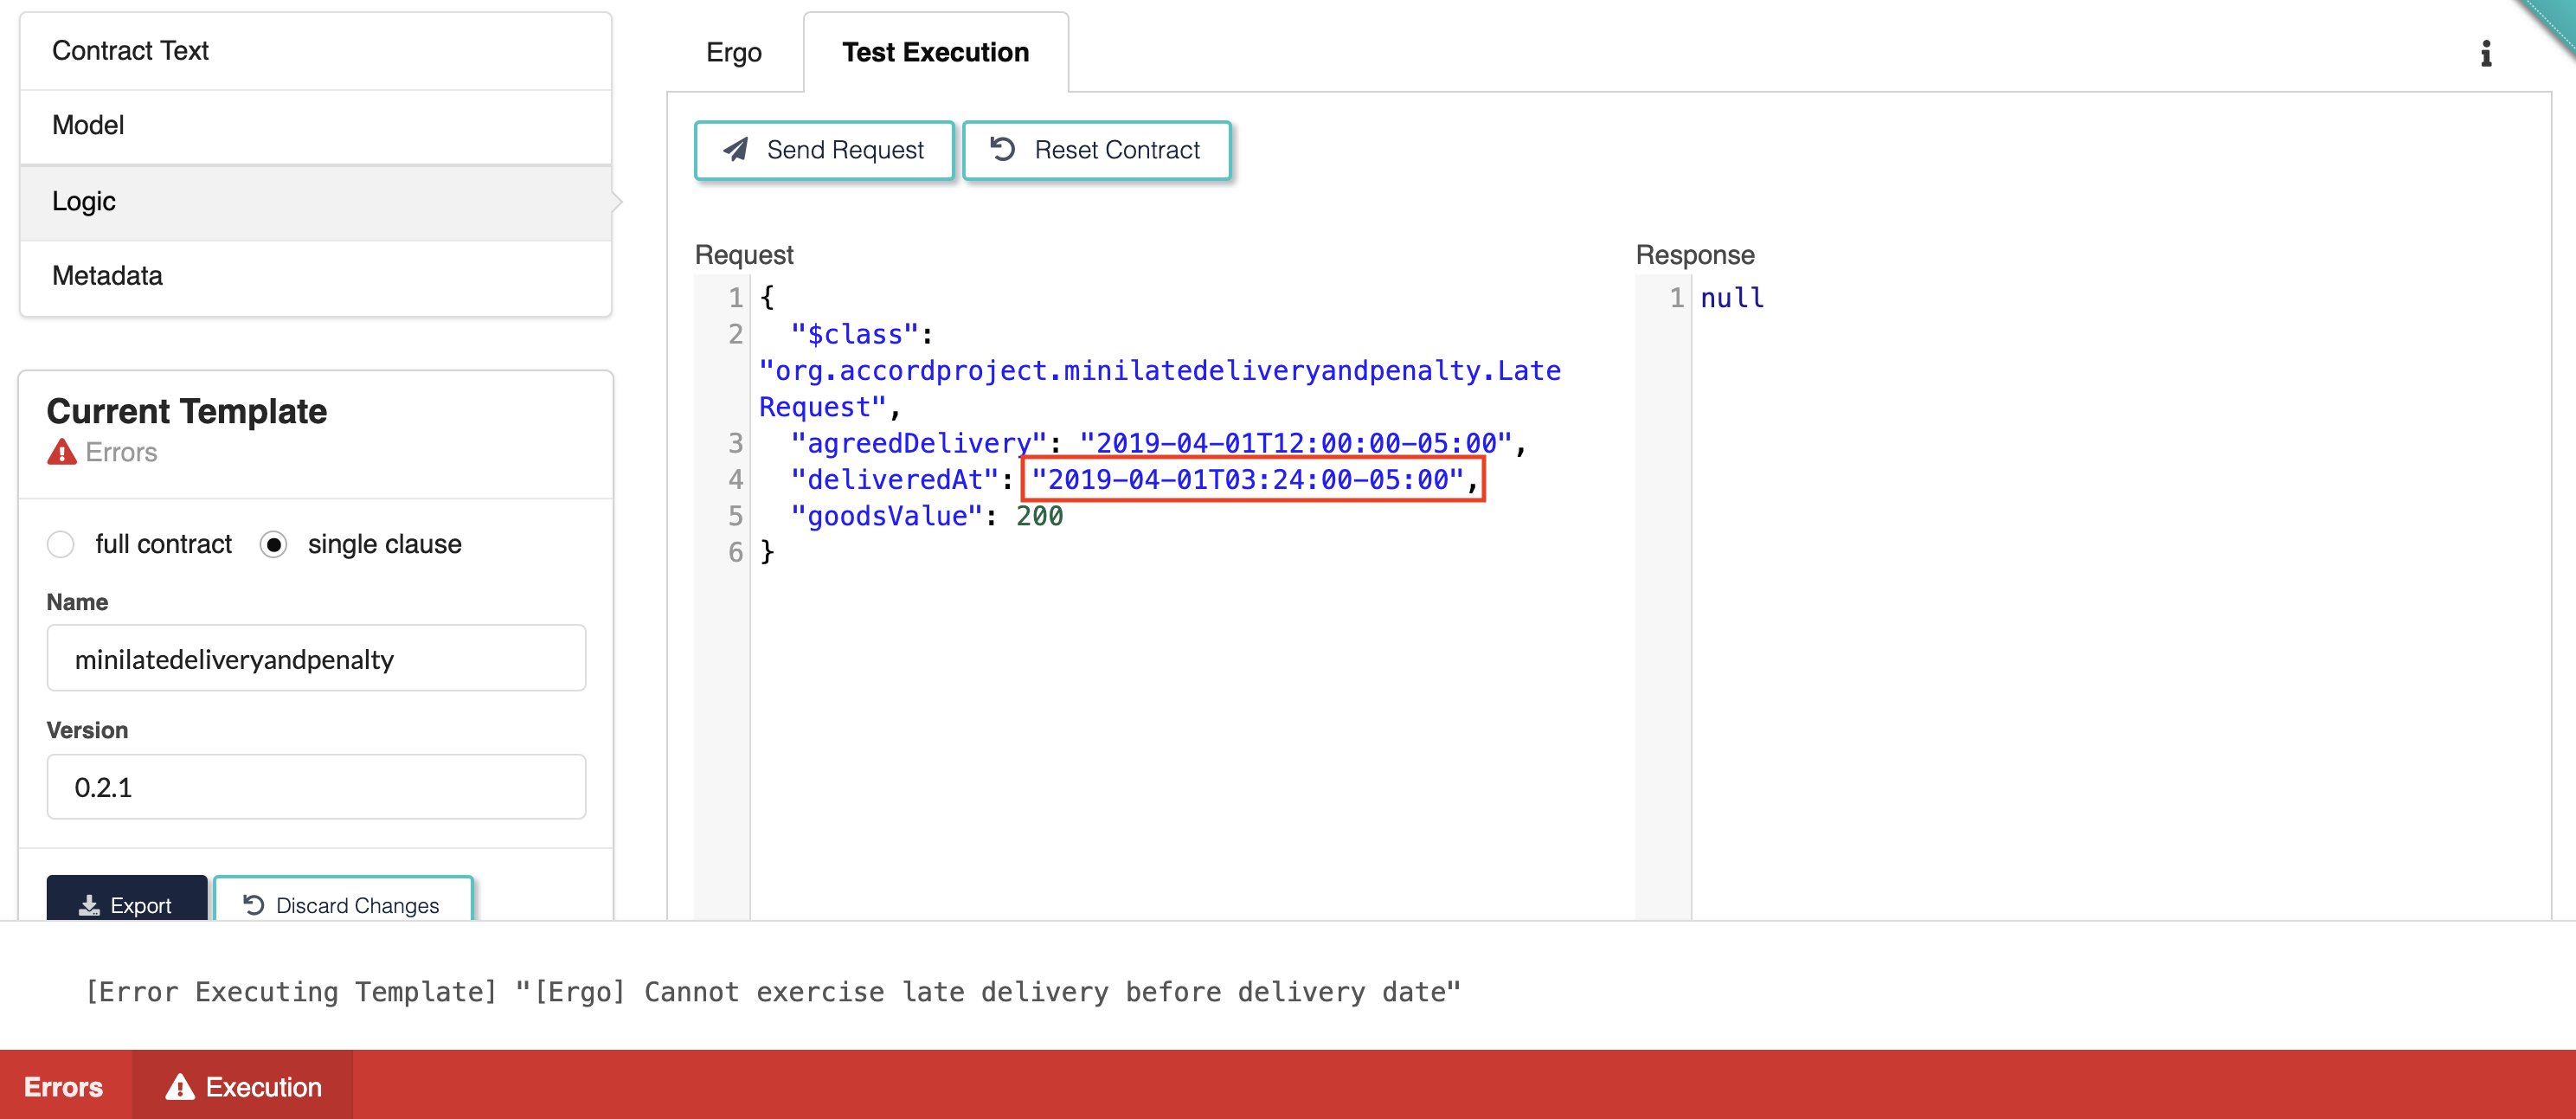 Contract Text
Model
Logic
Metadata
Current Template
Errors
full contract single clause
Name
minilatedeliveryandpenalty
Version
0.2.1
Export Discard Changes
Ergo Test Execution
Send Request Reset Contract
Request
1 {
2 "$class":
"org.accordproject.minilatedeliveryandpenalty.Late
Request",
3 "agreedDelivery": "2019-04-01T12:00:00-05:00",
4 "deliveredAt": "2019-04-01T03:24:00-05:00",
5 "goodsValue": 200
6 }
Response
1 null
[Error Executing Template] "[Ergo] Cannot exercise late delivery before delivery date"
Errors Execution